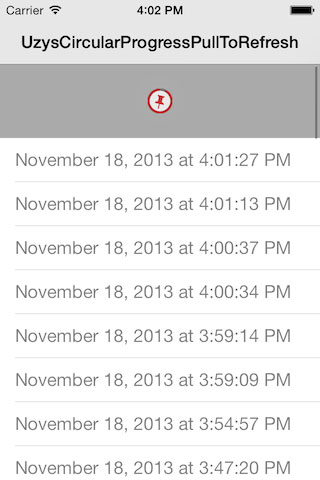 Carrier 4:02 PM
UzysCircularProgressPullToRefresh
November 18, 2013 at 4:01:27 PM
November 18, 2013 at 4:01:13 PM
November 18, 2013 at 4:00:37 PM
November 18, 2013 at 4:00:34 PM
November 18, 2013 at 3:59:14 PM
November 18, 2013 at 3:59:09 PM
November 18, 2013 at 3:54:57 PM
November 18, 2013 at 3:47:20 PM